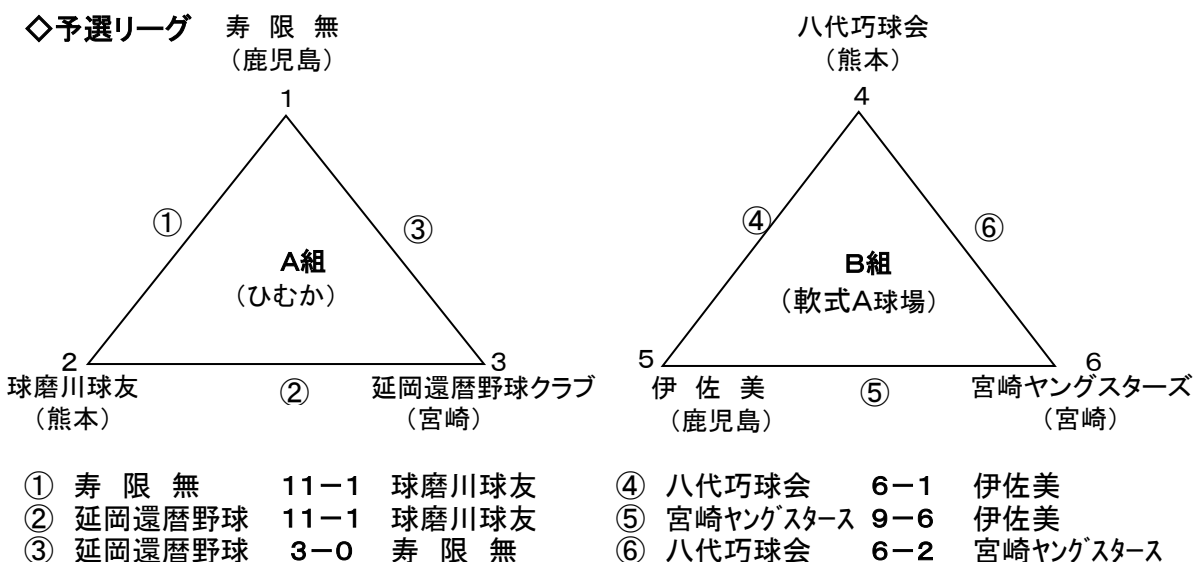 ◇予選リーグ
寿 限 無
(鹿児島)
1
①
③
A組
(ひむか)
2
3
球磨川球友
(熊本)
②
延岡還暦野球クラブ
(宮崎)
八代巧球会
(熊本)
4
④
⑥
B組
(軟式A球場)
5
6
伊 佐 美
(鹿児島)
⑤
宮崎ヤングスターズ
(宮崎)
① 寿 限 無 11-1 球磨川球友
② 延岡還暦野球 11-1 球磨川球友
③ 延岡還暦野球 3-0 寿 限 無
④ 八代巧球会 6-1 伊佐美
⑤ 宮崎ヤングスタース 9-6 伊佐美
⑥ 八代巧球会 6-2 宮崎ヤングスタース